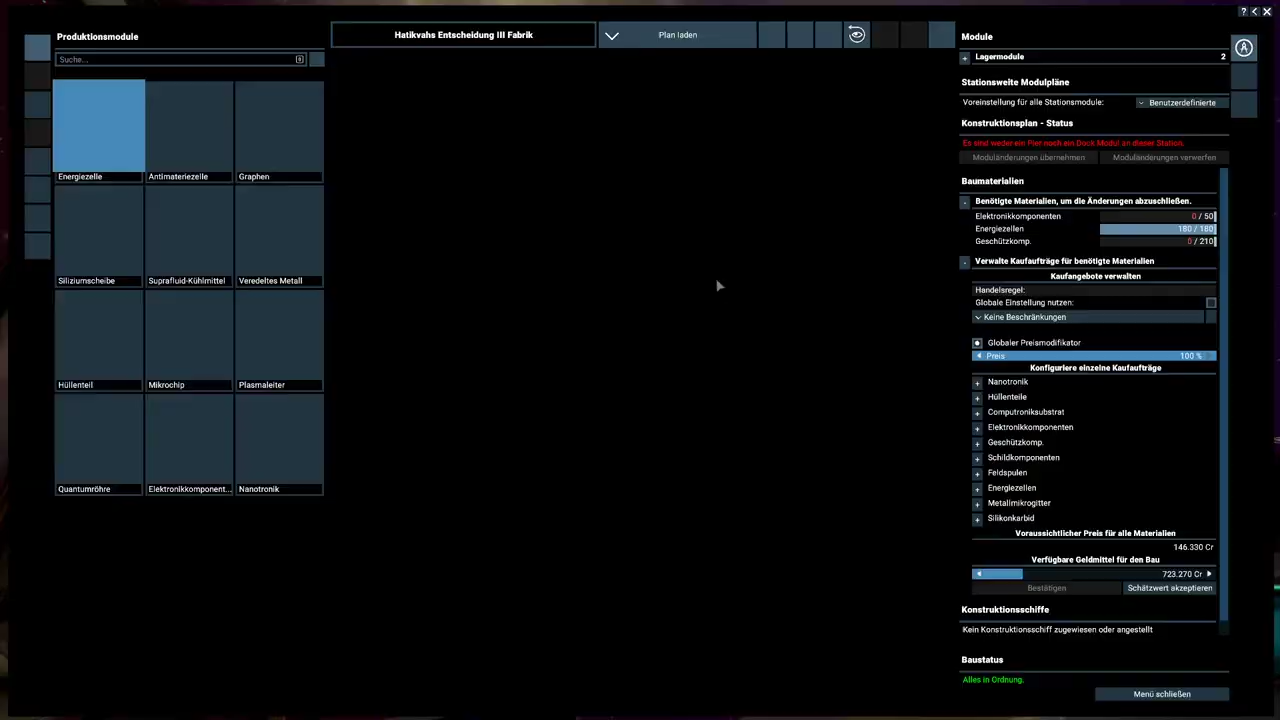 Produktionsmodule
Suche...
Energiezelle
Antimateriezelle
Graphen
Siliziumscheibe
Suprafluid-Kühlmittel
Veredeltes Metall
Hüllenteil
Mikrochip
Plasmaleiter
Quantumröhre
Elektronikkomponent...
Nanotronik
Hatikvahs Entscheidung III Fabrik
Plan laden
? < X
Module
+ Lagermodule 2
Stationsweite Modulpläne
Voreinstellung für alle Stationsmodule: Benutzerdefinierte
Konstruktionsplan - Status
Es sind weder ein Pier noch ein Dock Modul an dieser Station.
Moduländerungen übernehmen Moduländerungen verwerfen
Baumaterialien
- Benötigte Materialien, um die Änderungen abzuschließen.
Elektronikkomponenten 0 / 50
Energiezellen 180 / 180
Geschützkomp. 0 / 210
- Verwalte Kaufaufträge für benötigte Materialien
Kaufangebote verwalten
Handelsregel:
Globale Einstellung nutzen:
Keine Beschränkungen
Globaler Preismodifikator
Preis 100 %
Konfiguriere einzelne Kaufaufträge
+ Nanotronik
+ Hüllenteile
+ Computroniksubstrat
+ Elektronikkomponenten
+ Geschützkomp.
+ Schildkomponenten
+ Feldspulen
+ Energiezellen
+ Metallmikrogitter
+ Silikonkarbid
Voraussichtlicher Preis für alle Materialien
146.330 Cr
Verfügbare Geldmittel für den Bau
723.270 Cr
Bestätigen Schätzwert akzeptieren
Konstruktionsschiffe
Kein Konstruktionsschiff zugewiesen oder angestellt
Baustatus
Alles in Ordnung.
Menü schließen